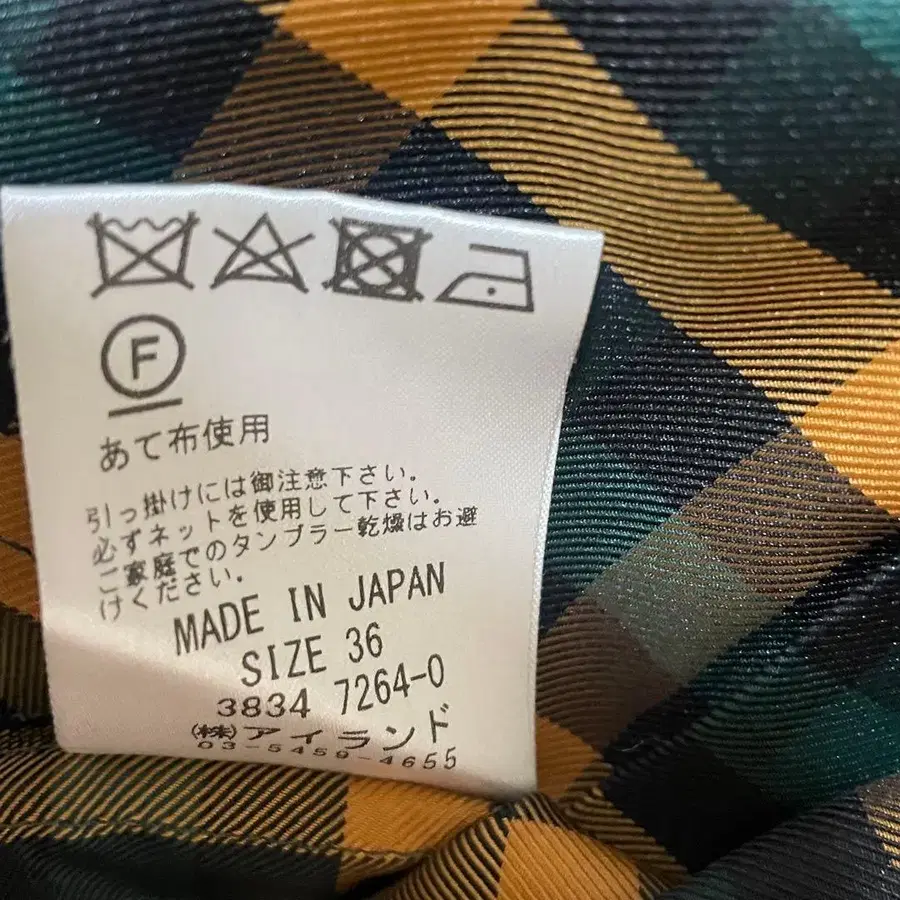 F
あて布使用
引っ掛けには御注意下さい。
必ずネットを使用して下さい。
ご家庭でのタンブラー乾燥はお避
けください。
MADE IN JAPAN
SIZE 36
3834 7264-0
(株)アイランド
03-5459-4655